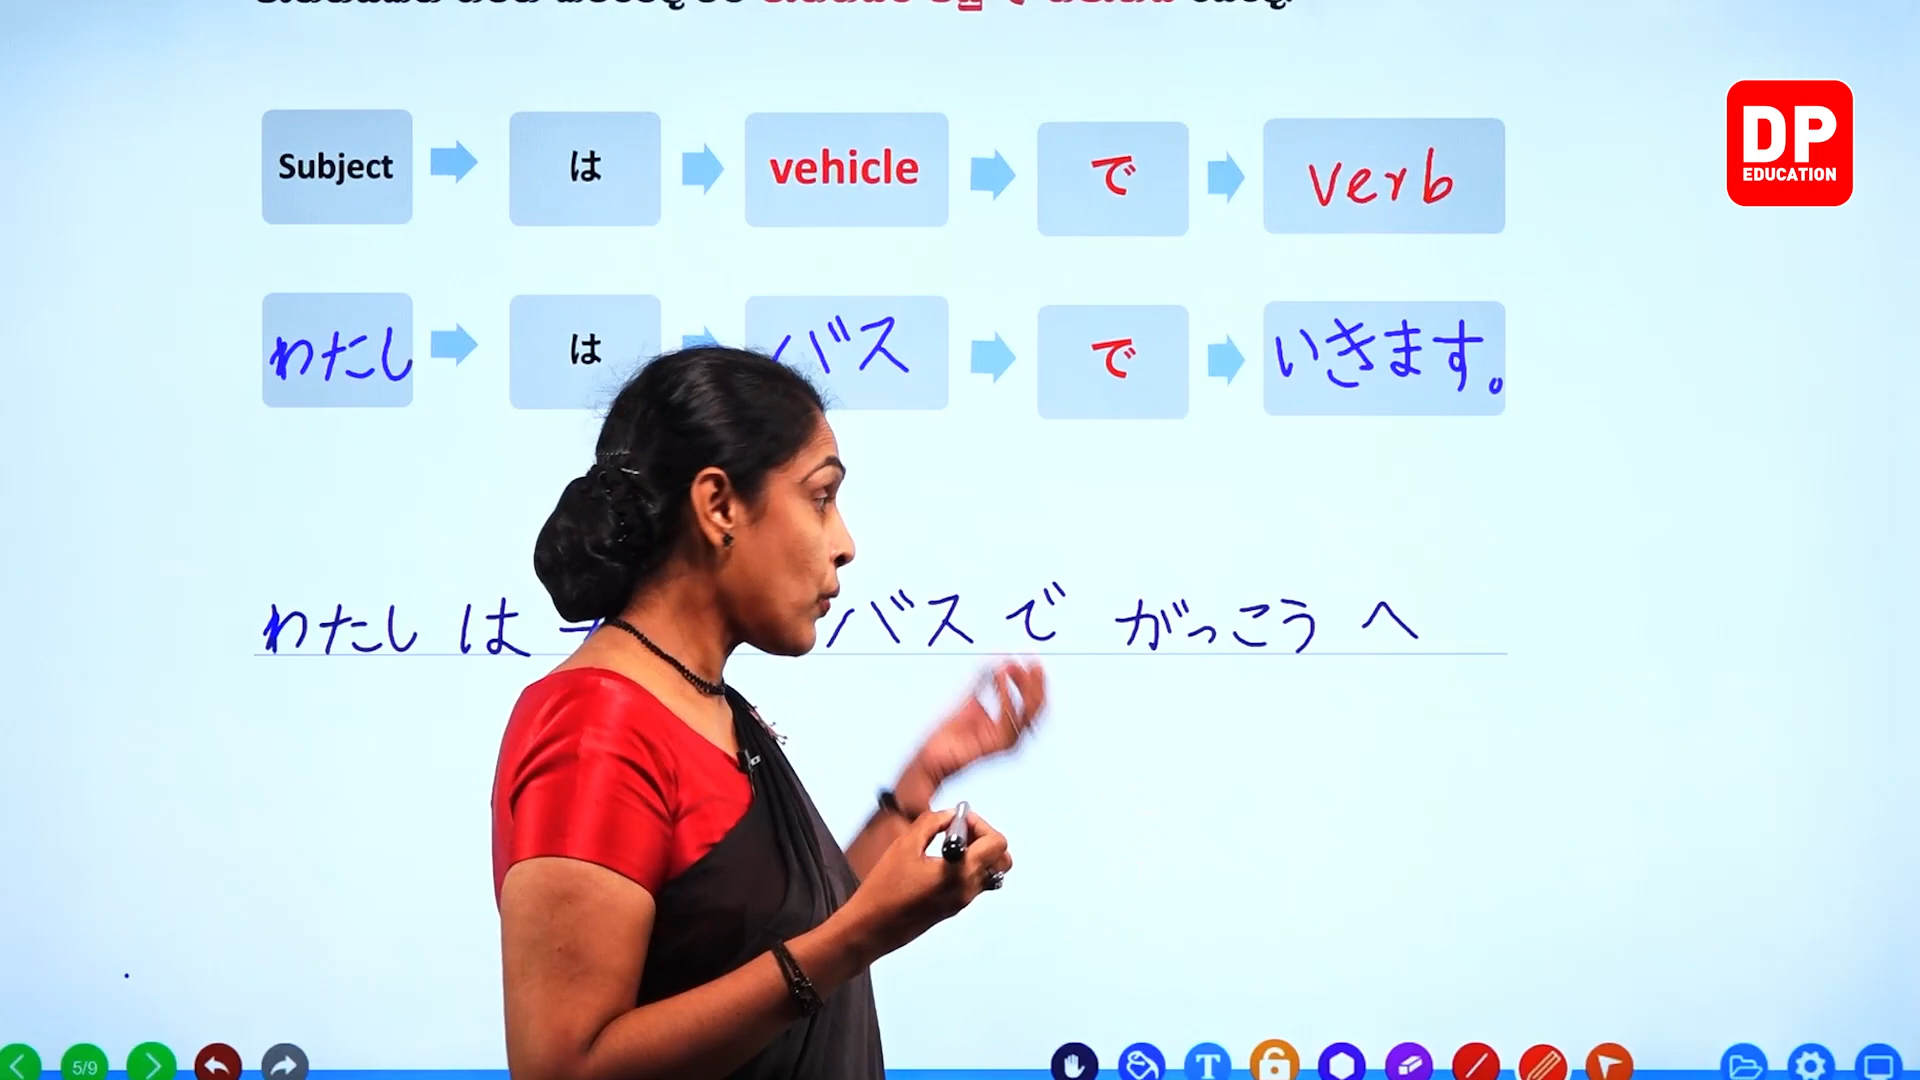 DP
EDUCATION
Subject は vehicle で verb
わたし は バス で いきます。
わたし は バス で がっこう へ
5/9
T